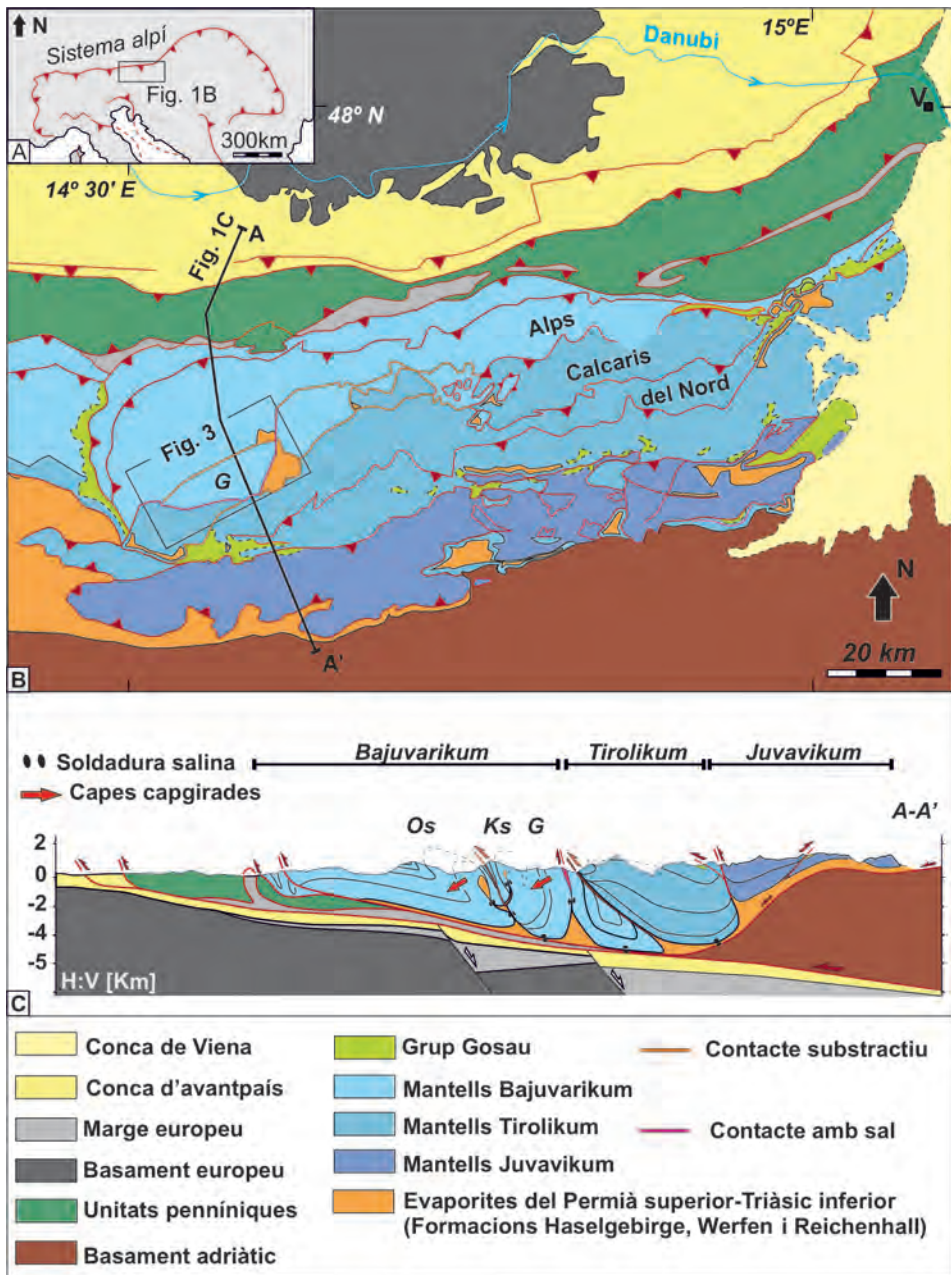 N
Sistema alpí
Fig. 1B
300km
A
15ºE
Danubi
48º N
V
14º 30' E
Fig. 1C
A
Alps
Calcaris
del Nord
Fig. 3
G
N
A'
20 km
B
Soldadura salina
Capes capgirades
Bajuvarikum
Tirolikum
Juvavikum
A-A'
Os
Ks
G
2
0
-2
-4
-5
H:V [Km]
C
Conca de Viena
Conca d'avantpaís
Marge europeu
Basament europeu
Unitats penníniques
Basament adriàtic
Grup Gosau
Mantells Bajuvarikum
Mantells Tirolikum
Mantells Juvavikum
Evaporites del Permià superior-Triàsic inferior
(Formacions Haselgebirge, Werfen i Reichenhall)
Contacte substractiu
Contacte amb sal